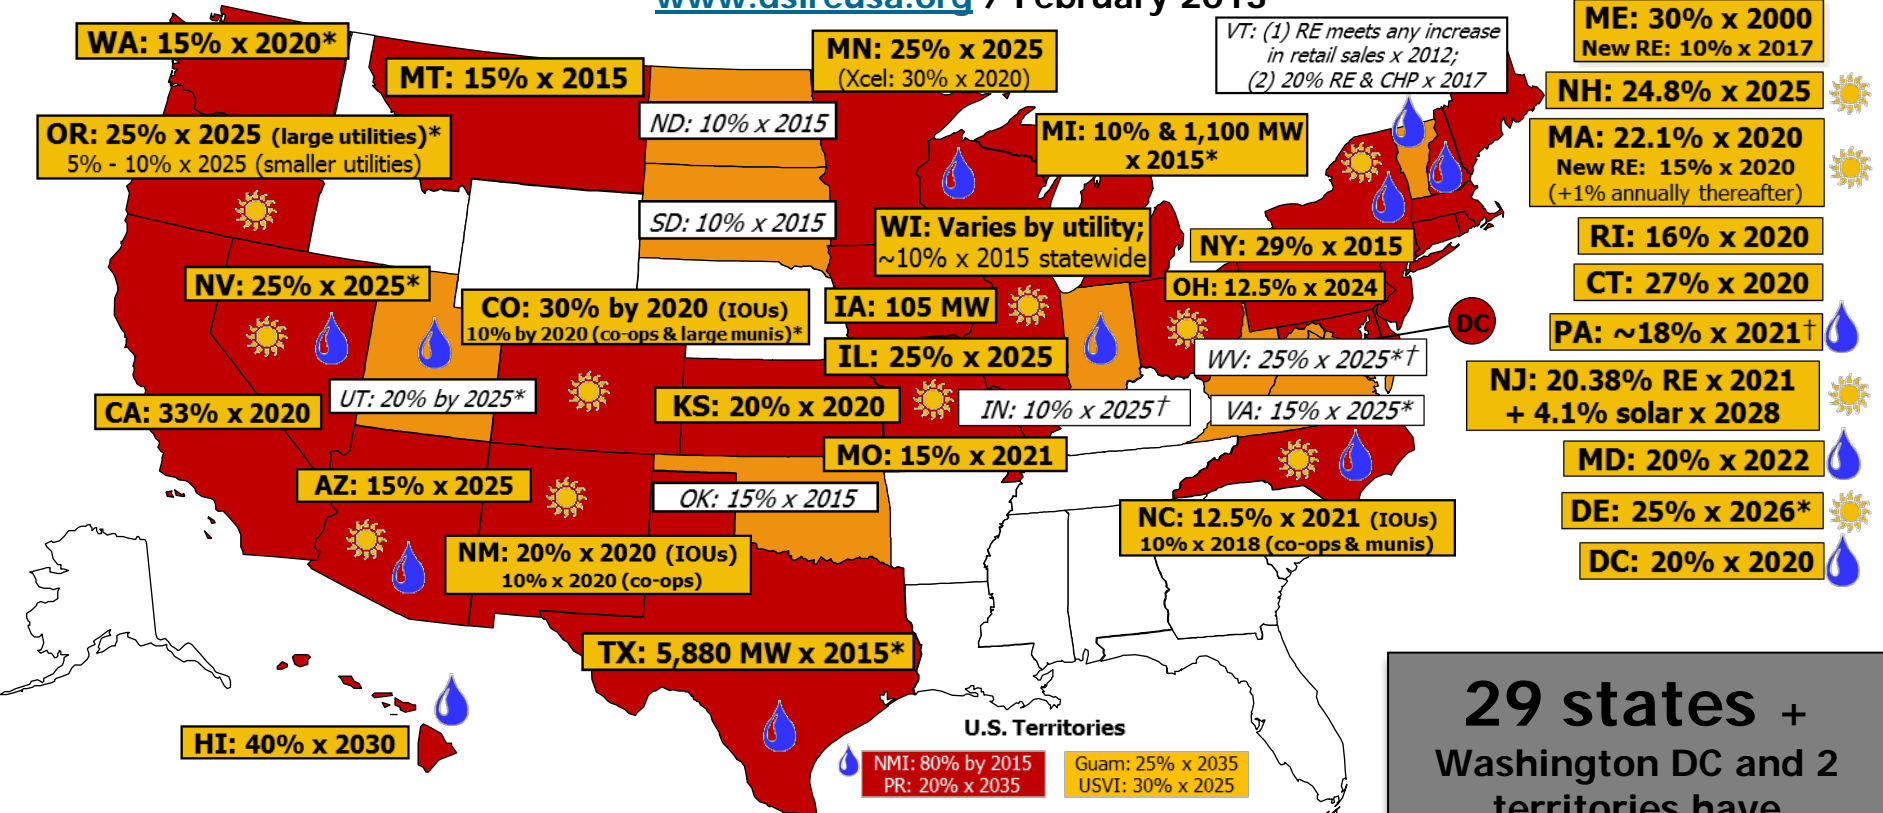 www.dsireusa.org / February 2013
WA: 15% x 2020*
MT: 15% x 2015
MN: 25% x 2025
(Xcel: 30% x 2020)
VT: (1) RE meets any increase
in retail sales x 2012;
(2) 20% RE & CHP x 2017
ME: 30% x 2000
New RE: 10% x 2017
NH: 24.8% x 2025
OR: 25% x 2025 (large utilities)*
5% - 10% x 2025 (smaller utilities)
ND: 10% x 2015
MI: 10% & 1,100 MW
x 2015*
MA: 22.1% x 2020
New RE: 15% x 2020
(+1% annually thereafter)
SD: 10% x 2015
WI: Varies by utility;
~10% x 2015 statewide
NY: 29% x 2015
RI: 16% x 2020
NV: 25% x 2025*
CO: 30% by 2020 (IOUs)
10% by 2020 (co-ops & large munis)*
IA: 105 MW
OH: 12.5% x 2024
CT: 27% x 2020
DC
PA: ~18% x 2021†
IL: 25% x 2025
WV: 25% x 2025*†
UT: 20% by 2025*
CA: 33% x 2020
KS: 20% x 2020
IN: 10% x 2025†
VA: 15% x 2025*
NJ: 20.38% RE x 2021
+ 4.1% solar x 2028
MO: 15% x 2021
MD: 20% x 2022
AZ: 15% x 2025
OK: 15% x 2015
NC: 12.5% x 2021 (IOUs)
10% x 2018 (co-ops & munis)
DE: 25% x 2026*
NM: 20% x 2020 (IOUs)
10% x 2020 (co-ops)
DC: 20% x 2020
TX: 5,880 MW x 2015*
HI: 40% x 2030
U.S. Territories
NMI: 80% by 2015
PR: 20% x 2035
Guam: 25% x 2035
USVI: 30% x 2025
29 states +
Washington DC and 2
territories have